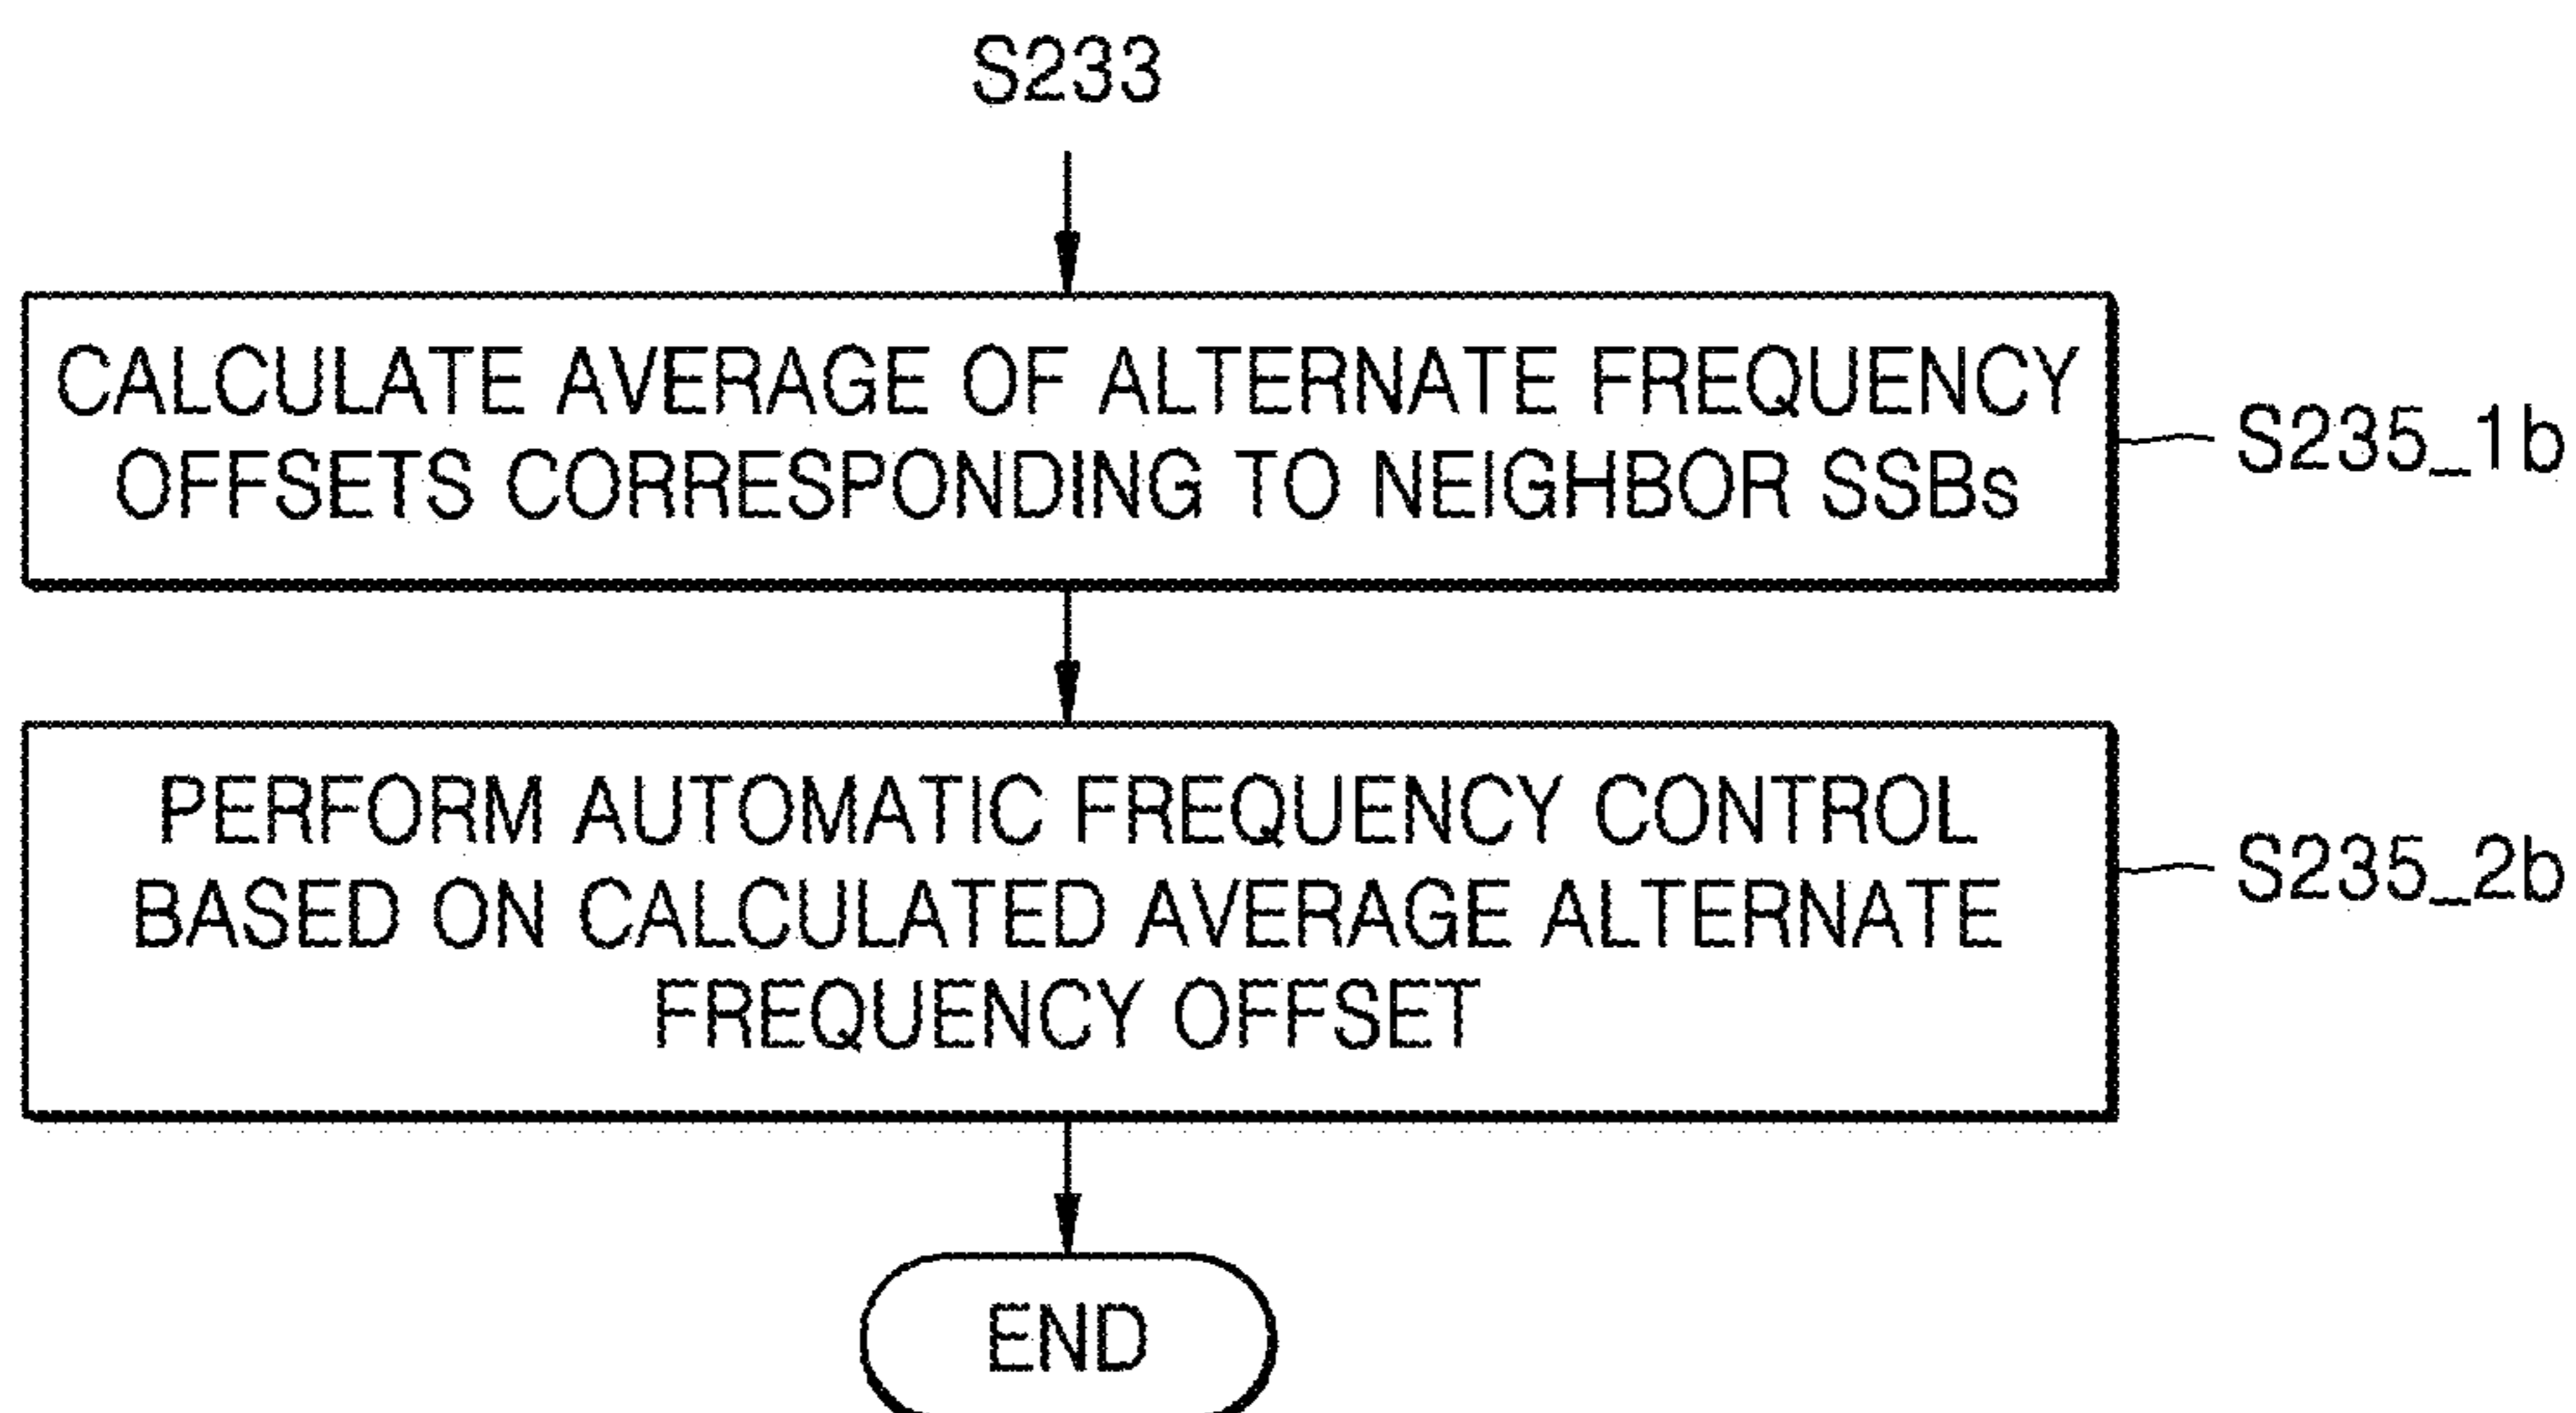 S233
CALCULATE AVERAGE OF ALTERNATE FREQUENCY
OFFSETS CORRESPONDING TO NEIGHBOR SSBs
S235_1b
PERFORM AUTOMATIC FREQUENCY CONTROL
BASED ON CALCULATED AVERAGE ALTERNATE
FREQUENCY OFFSET
S235_2b
END